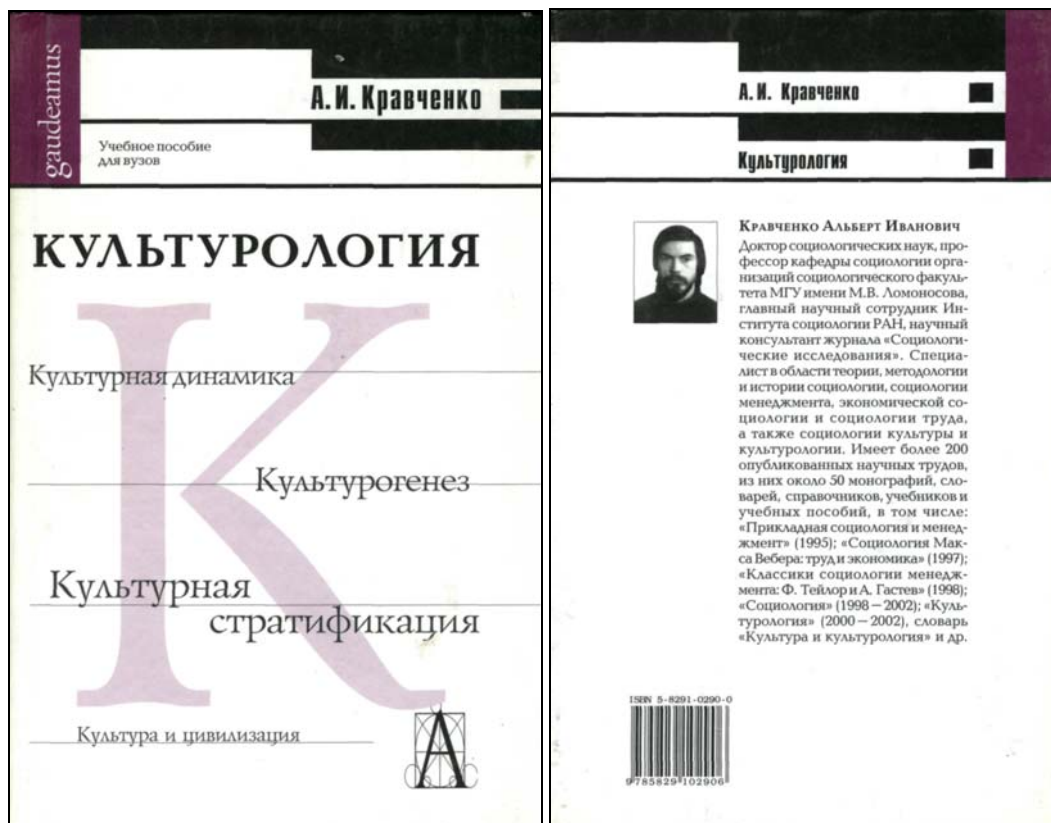 gaudeamus
А. И. Кравченко
Учебное пособие
для вузов
КУЛЬТУРОЛОГИЯ
К
Культурная динамика
Культурогенез
Культурная
стратификация
Культура и цивилизация
А
А. И. Кравченко
Культурология
КРАВЧЕНКО АЛЬБЕРТ ИВАНОВИЧ
Доктор социологических наук, про-
фессор кафедры социологии орга-
низаций социологического факуль-
тета МГУ имени М.В. Ломоносова,
главный научный сотрудник Ин-
ститута социологии РАН, научный
консультант журнала «Социологи-
ческие исследования». Специа-
лист в области теории, методологии
и истории социологии, социологии
менеджмента, экономической со-
циологии и социологии труда,
а также социологии культуры и
культурологии. Имеет более 200
опубликованных научных трудов,
из них около 50 монографий, сло-
варей, справочников, учебников и
учебных пособий, в том числе:
«Прикладная социология и менед-
жмент» (1995); «Социология Мак-
са Вебера: труд и экономика» (1997);
«Классики социологии менедж-
мента: Ф. Тейлор и А. Гастев» (1998);
«Социология» (1998 — 2002); «Куль-
турология» (2000 — 2002), словарь
«Культура и культурология» и др.
ISBN 5-8291-0290-0
9 785829 102906